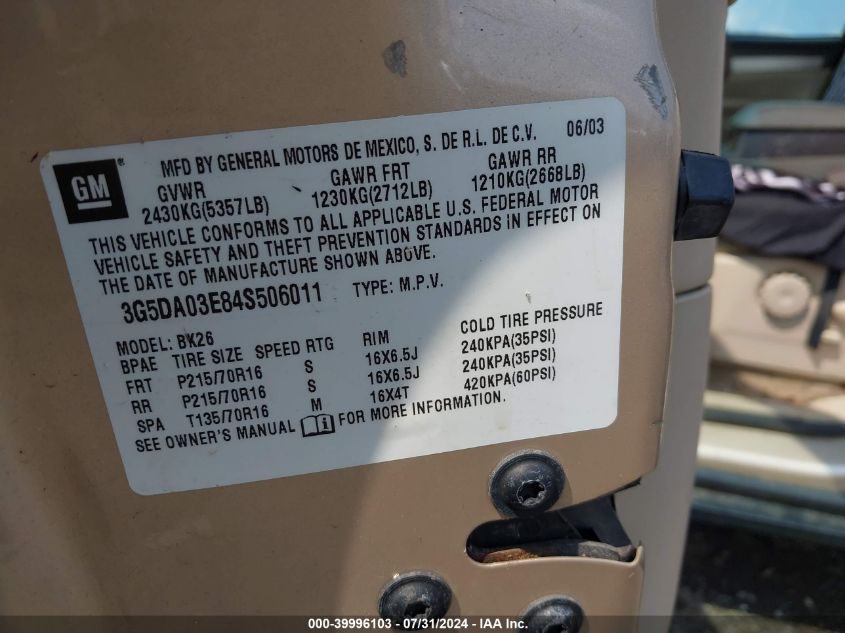 GM
MFD BY GENERAL MOTORS DE MEXICO, S. DE R.L. DE C.V. 06/03
GVWR GAWR FRT GAWR RR
2430KG(5357LB) 1230KG(2712LB) 1210KG(2668LB)
THIS VEHICLE CONFORMS TO ALL APPLICABLE U.S. FEDERAL MOTOR
VEHICLE SAFETY AND THEFT PREVENTION STANDARDS IN EFFECT ON
THE DATE OF MANUFACTURE SHOWN ABOVE.
3G5DA03E84S506011 TYPE: M.P.V.
MODEL: BK26
BPAE TIRE SIZE SPEED RTG RIM COLD TIRE PRESSURE
FRT P215/70R16 S 16X6.5J 240KPA(35PSI)
RR P215/70R16 S 16X6.5J 240KPA(35PSI)
SPA T135/70R16 M 16X4T 420KPA(60PSI)
SEE OWNER'S MANUAL FOR MORE INFORMATION.
000-39996103 - 07/31/2024 - IAA Inc.